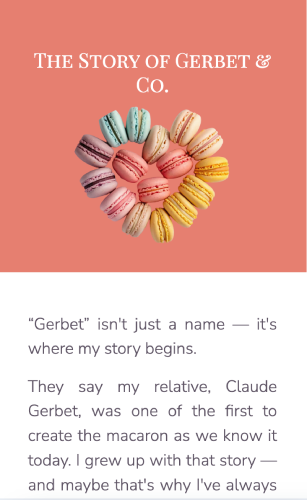 The Story of Gerbet &
Co.
“Gerbet” isn't just a name — it's
where my story begins.
They say my relative, Claude
Gerbet, was one of the first to
create the macaron as we know it
today. I grew up with that story —
and maybe that's why I've always